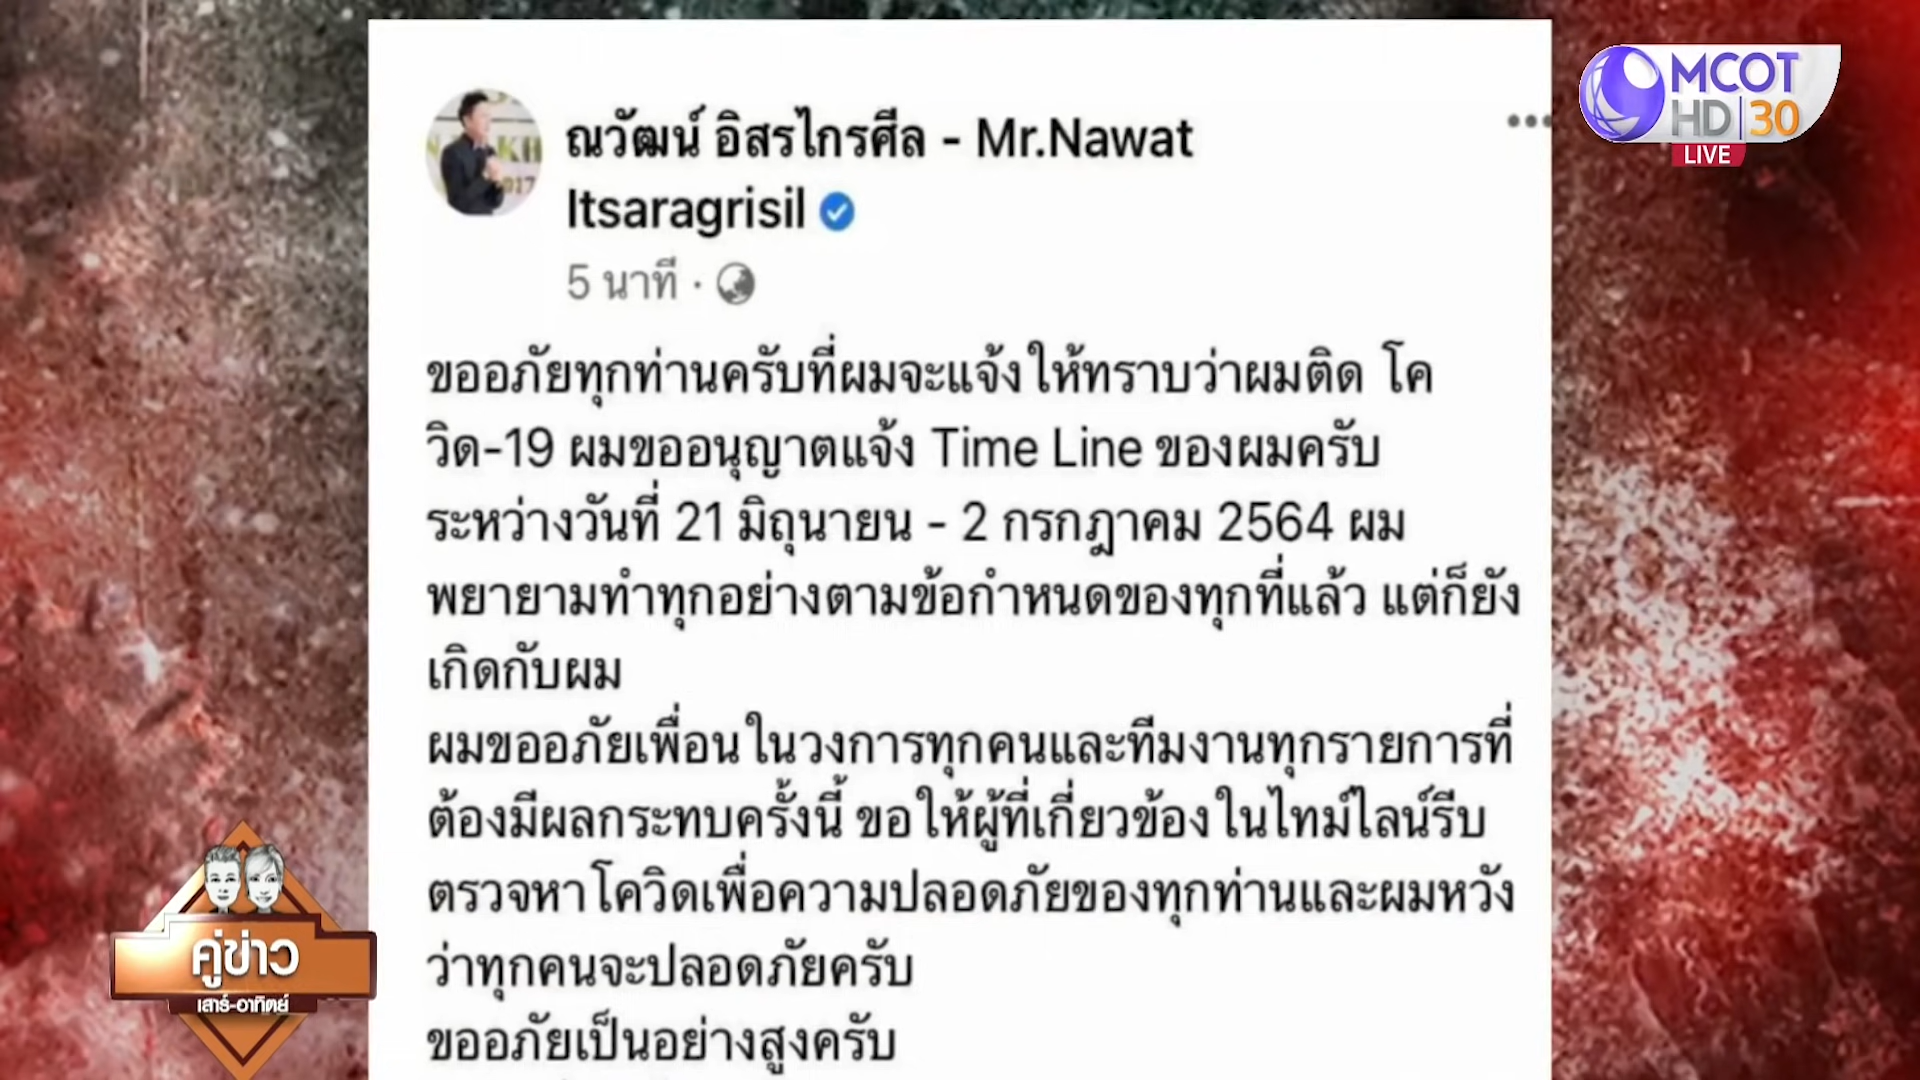 MCOT
HD 30
LIVE
ณวัฒน์ อิสรไกรศีล - Mr.Nawat
Itsaragrisil
5 นาที ·
ขออภัยทุกท่านครับที่ผมจะแจ้งให้ทราบว่าผมติด โค
วิด-19 ผมขออนุญาตแจ้ง Time Line ของผมครับ
ระหว่างวันที่ 21 มิถุนายน - 2 กรกฎาคม 2564 ผม
พยายามทำทุกอย่างตามข้อกำหนดของทุกที่แล้ว แต่ก็ยัง
เกิดกับผม
ผมขออภัยเพื่อนในวงการทุกคนและทีมงานทุกรายการที่
ต้องมีผลกระทบครั้งนี้ ขอให้ผู้ที่เกี่ยวข้องในไทม์ไลน์รีบ
ตรวจหาโควิดเพื่อความปลอดภัยของทุกท่านและผมหวัง
ว่าทุกคนจะปลอดภัยครับ
ขออภัยเป็นอย่างสูงครับ
คู่ข่าว
เสาร์-อาทิตย์